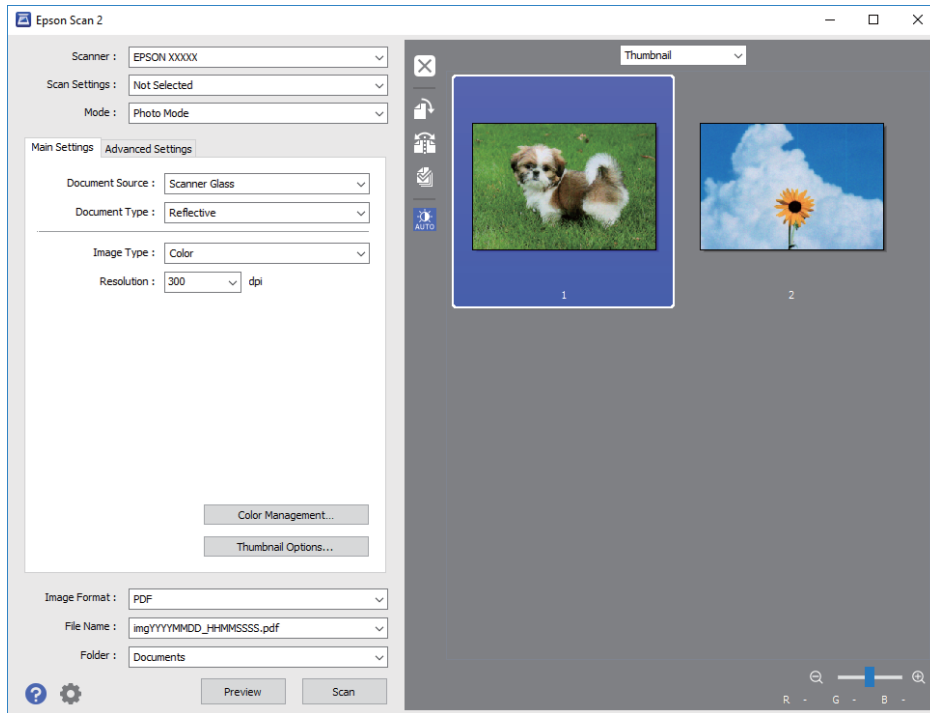 Epson Scan 2
Scanner : EPSON XXXXX
Scan Settings : Not Selected
Mode : Photo Mode
Main Settings Advanced Settings
Document Source : Scanner Glass
Document Type : Reflective
Image Type : Color
Resolution : 300 dpi
Color Management...
Thumbnail Options...
Image Format : PDF
File Name : imgYYYYMMDD_HHMMSSSS.pdf
Folder : Documents
? Preview Scan
Thumbnail
AUTO
1 2
R - G - B -